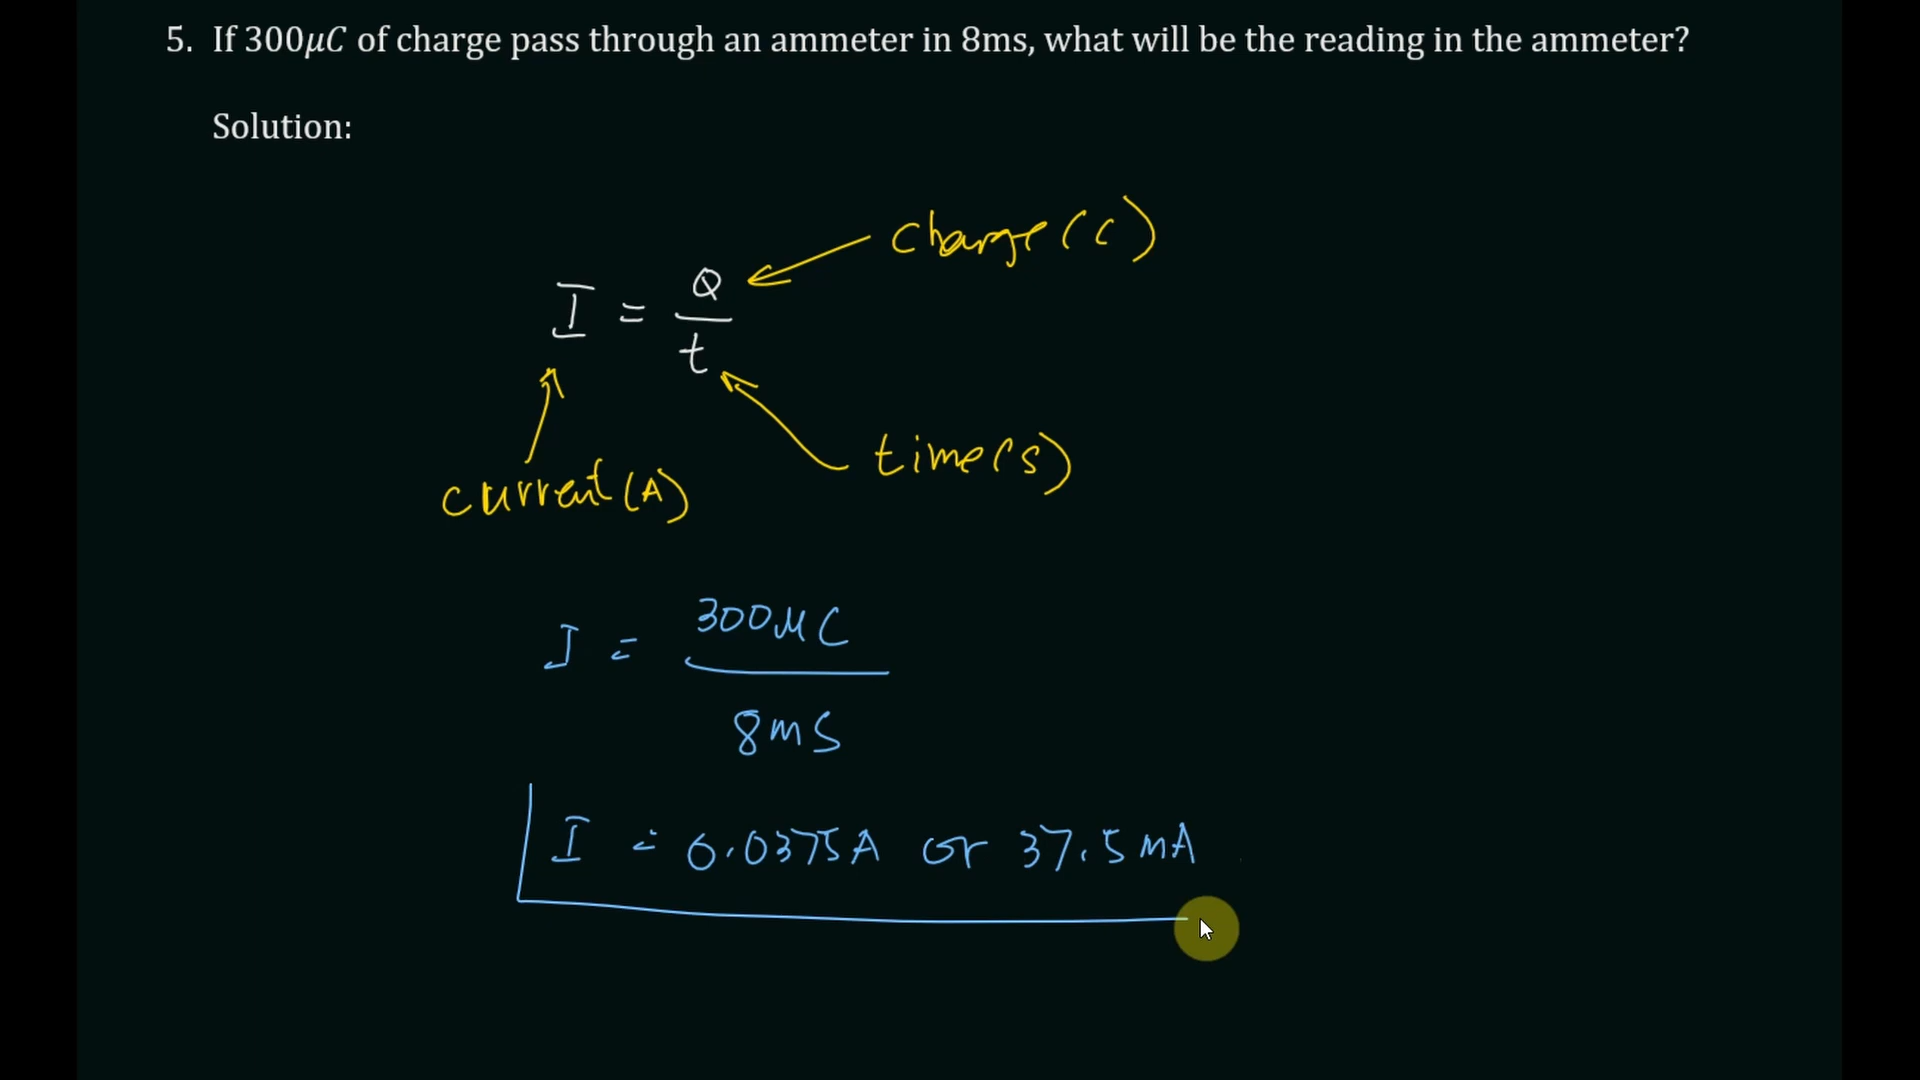 5. If 300μC of charge pass through an ammeter in 8ms, what will be the reading in the ammeter?
Solution:
charge (C)
I = Q/t
time (s)
current (A)
I = 300μC / 8ms
I = 0.0375A or 37.5mA